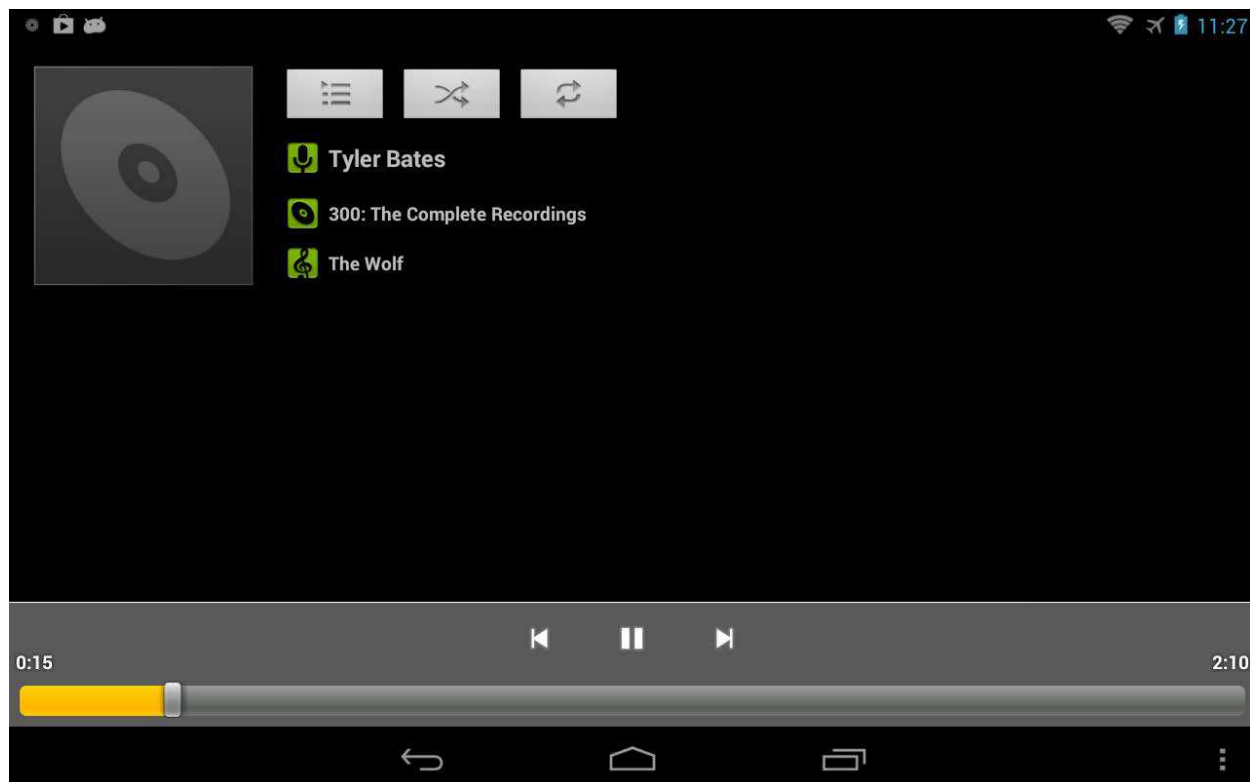 11:27
Tyler Bates
300: The Complete Recordings
The Wolf
0:15
2:10